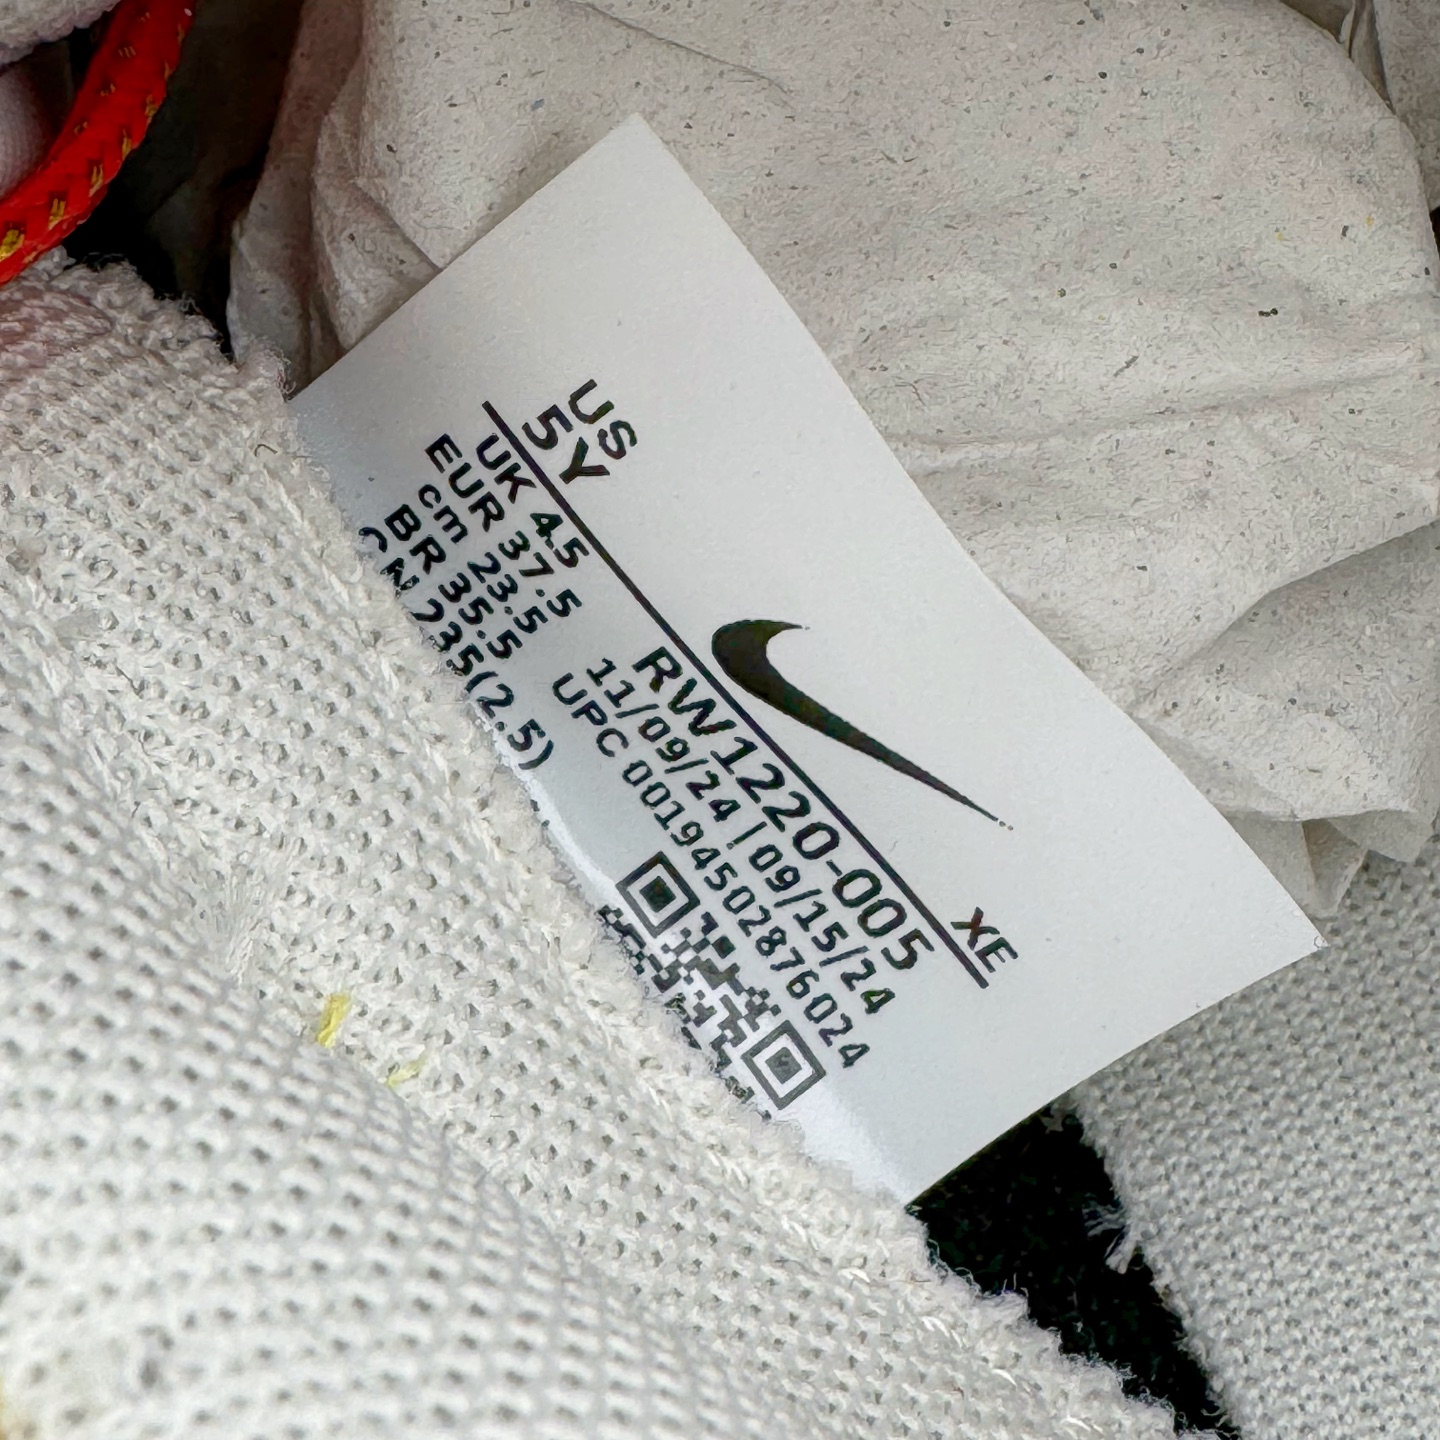 US
5Y
UK 4.5
EUR 37.5
cm 23.5
BR 35.5
CN 235(2.5)
XE
RW1220-005
11/09/24 | 09/15/24
UPC 00194502876024